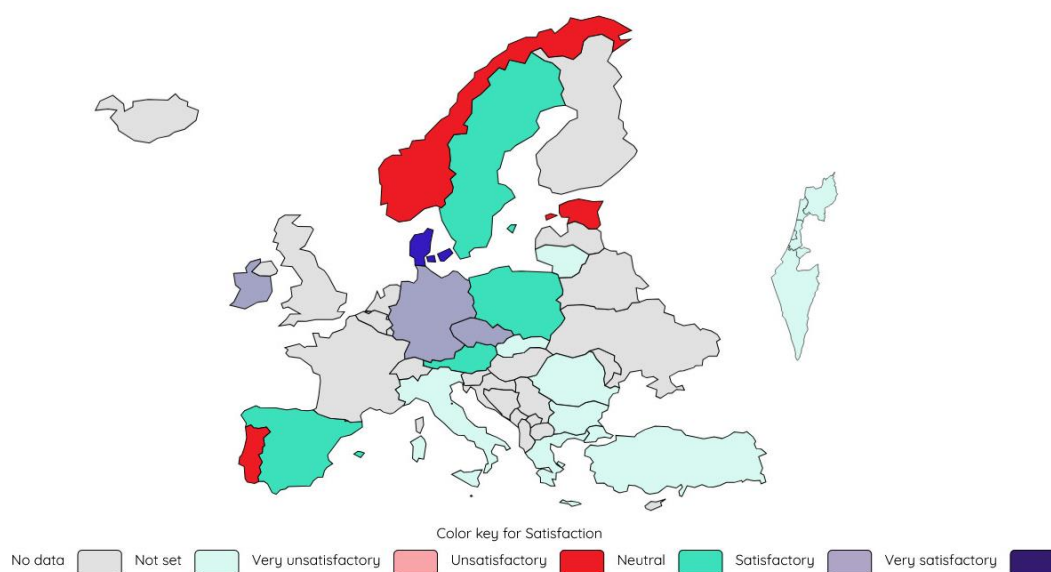 Color key for Satisfaction
No data Not set Very unsatisfactory Unsatisfactory Neutral Satisfactory Very satisfactory